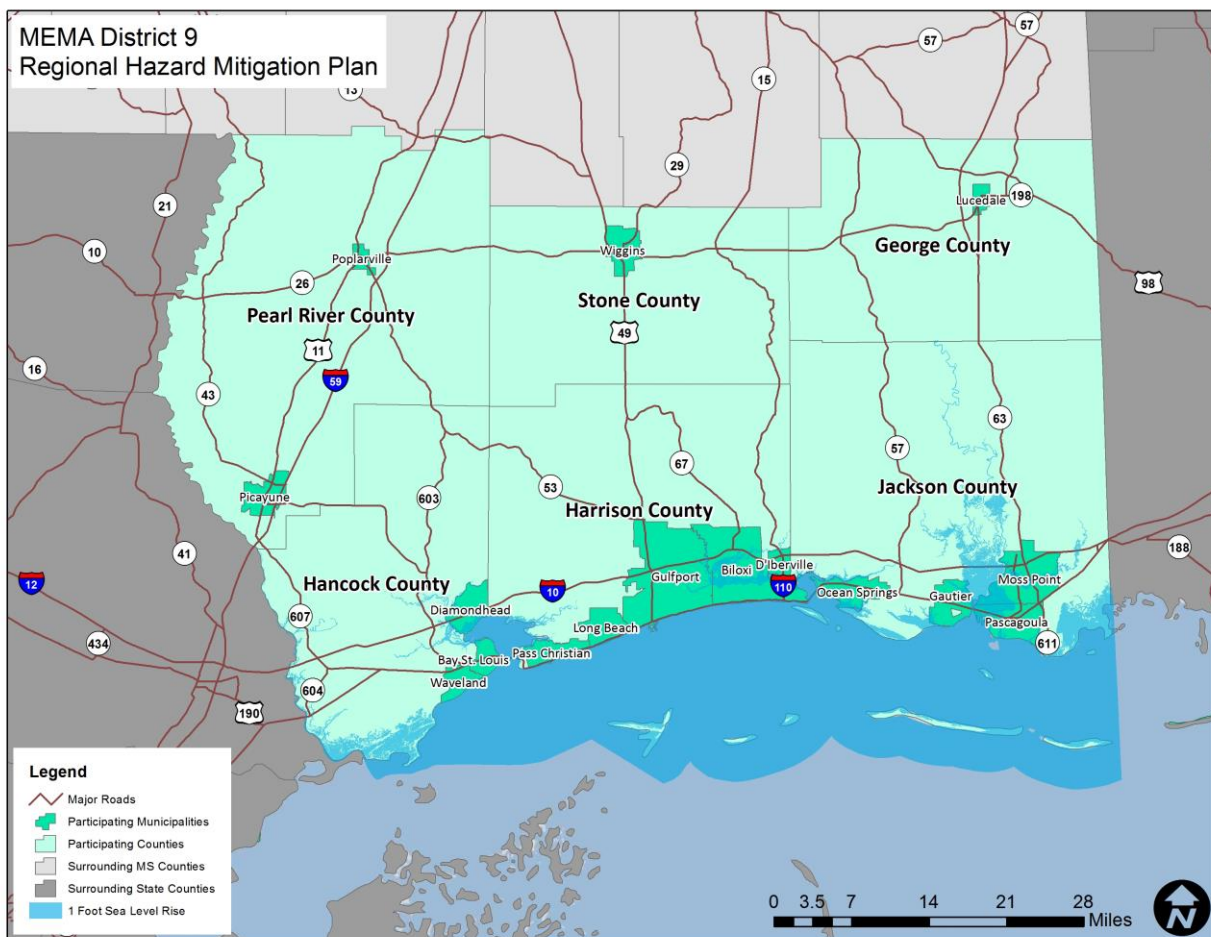 MEMA District 9
Regional Hazard Mitigation Plan
57
57
13
15
29
21
Lucedale
198
George County
10
Poplarville
Wiggins
26
98
Stone County
Pearl River County
49
11
59
16
43
63
57
67
Jackson County
603
53
Picayune
Harrison County
41
188
12
Hancock County
10
Gulfport
Biloxi
D'Iberville
110
Moss Point
Ocean Springs
Gautier
Diamondhead
607
Long Beach
Pascagoula
611
434
Pass Christian
Bay St. Louis
Waveland
604
190
Legend
Major Roads
Participating Municipalities
Participating Counties
Surrounding MS Counties
Surrounding State Counties
1 Foot Sea Level Rise
0 3.5 7 14 21 28
Miles
N